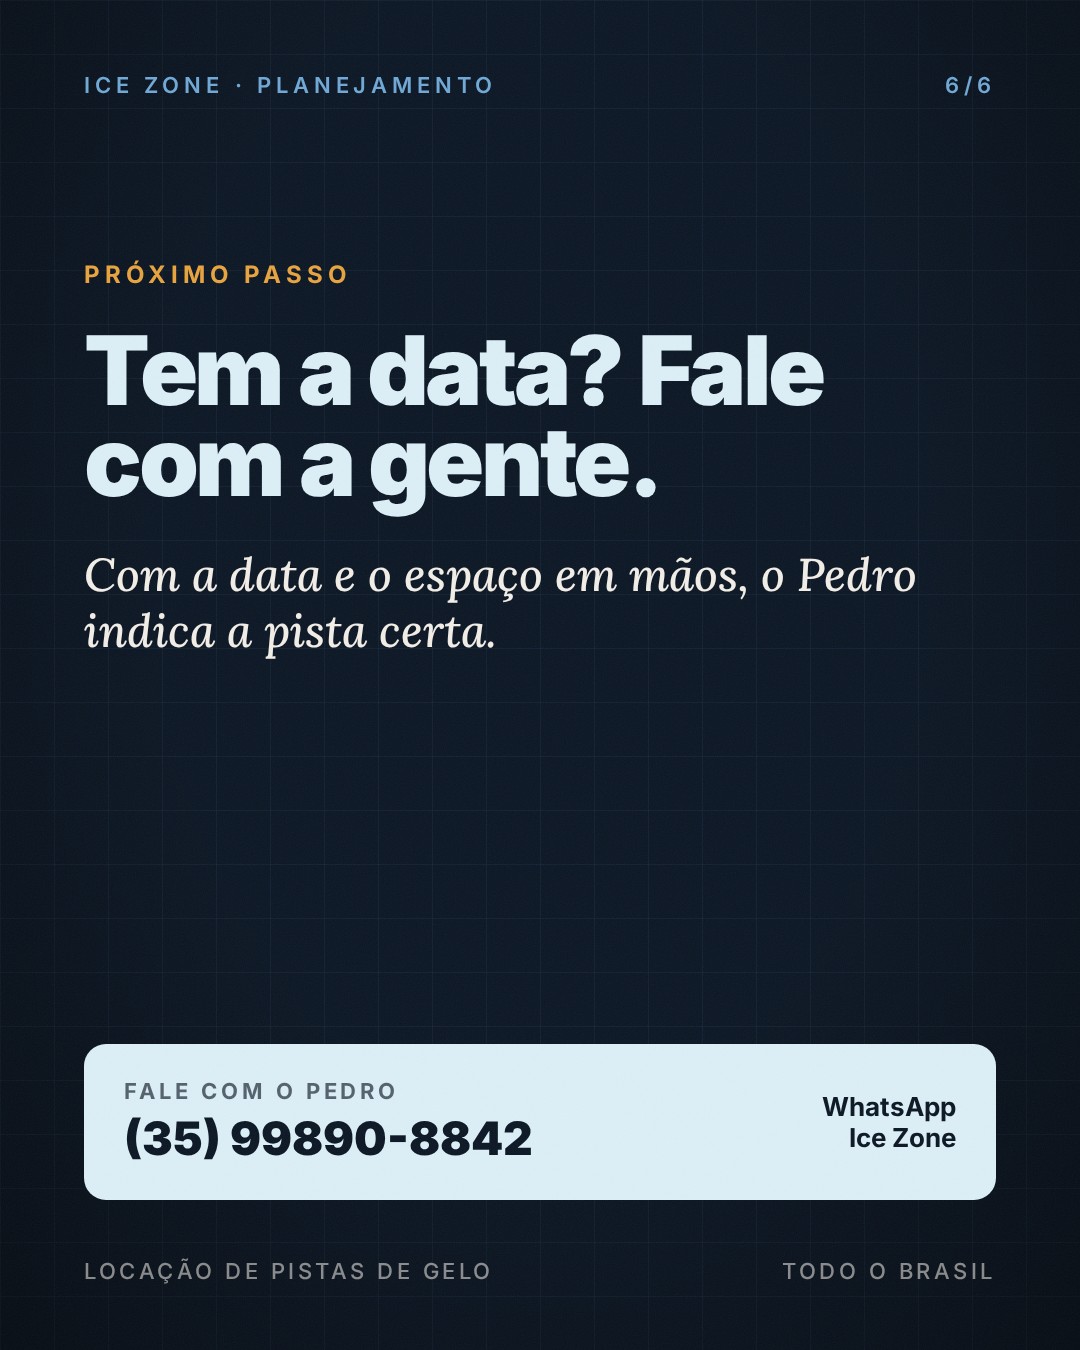 ICE ZONE · PLANEJAMENTO
6/6
PRÓXIMO PASSO
Tem a data? Fale
com a gente.
Com a data e o espaço em mãos, o Pedro
indica a pista certa.
FALE COM O PEDRO
(35) 99890-8842
WhatsApp
Ice Zone
LOCAÇÃO DE PISTAS DE GELO
TODO O BRASIL